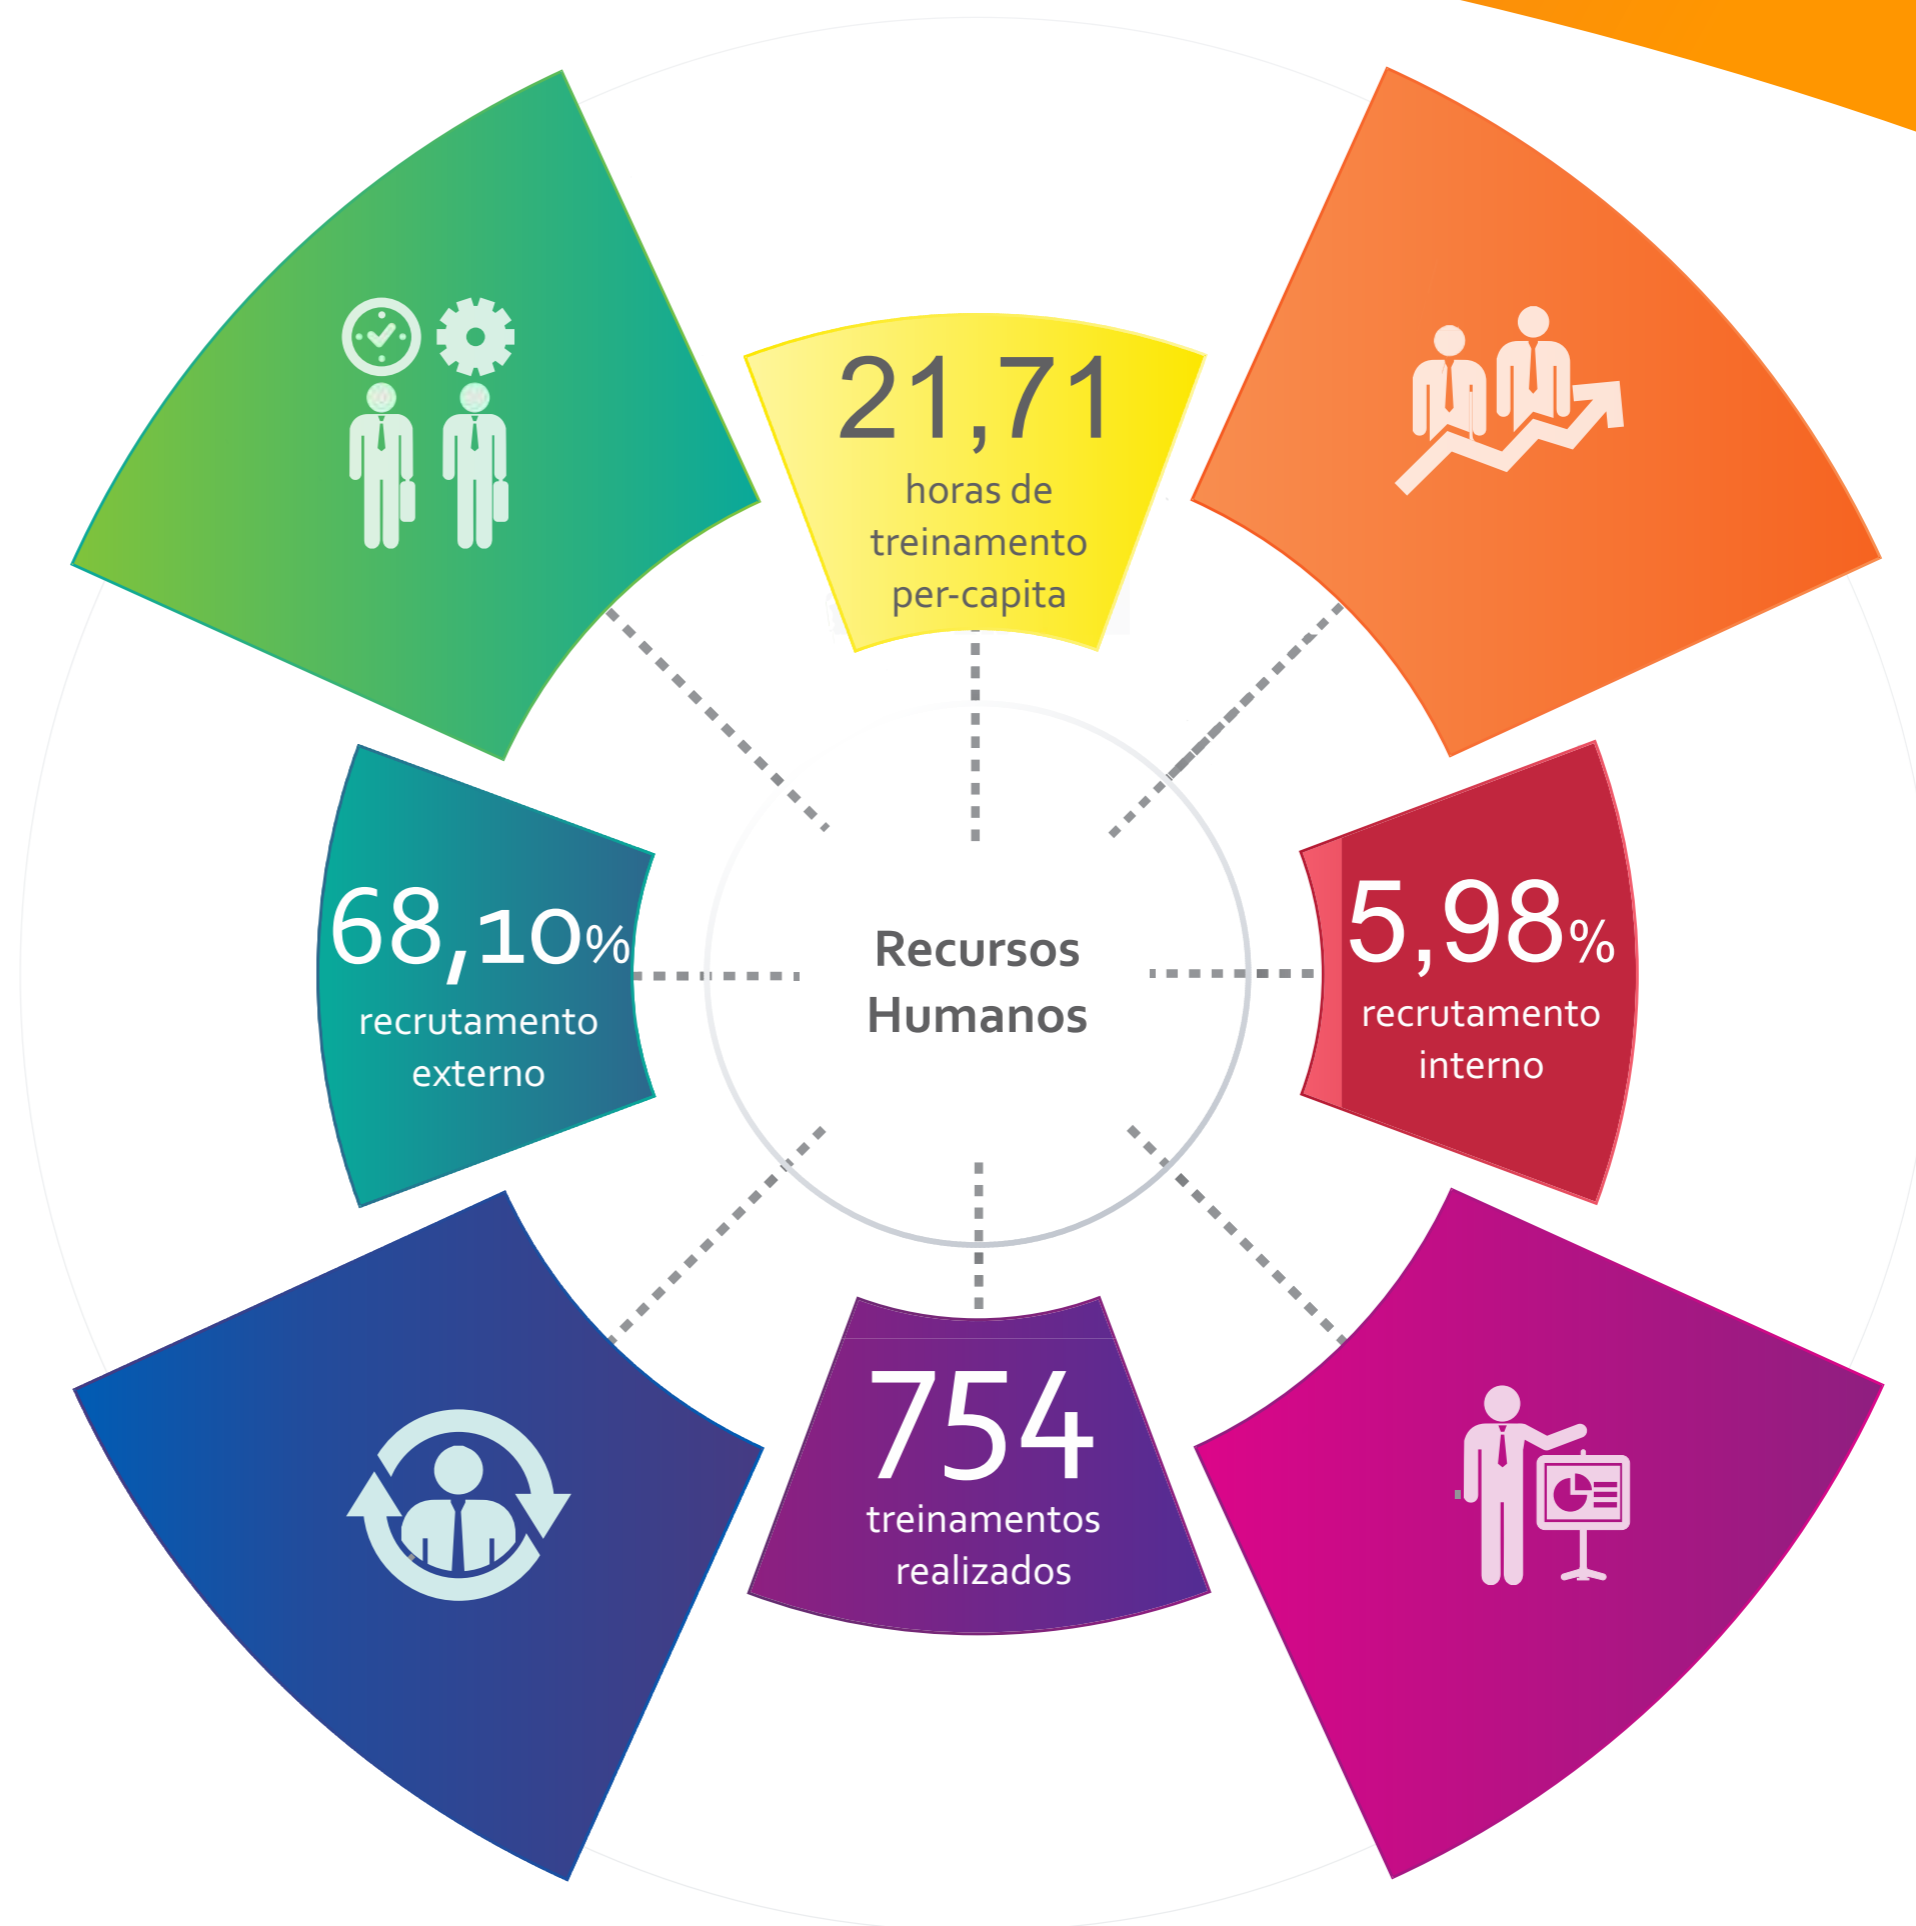 21,71
horas de
treinamento
per-capita
68,10%
recrutamento
externo
Recursos
Humanos
5,98%
recrutamento
interno
754
treinamentos
realizados